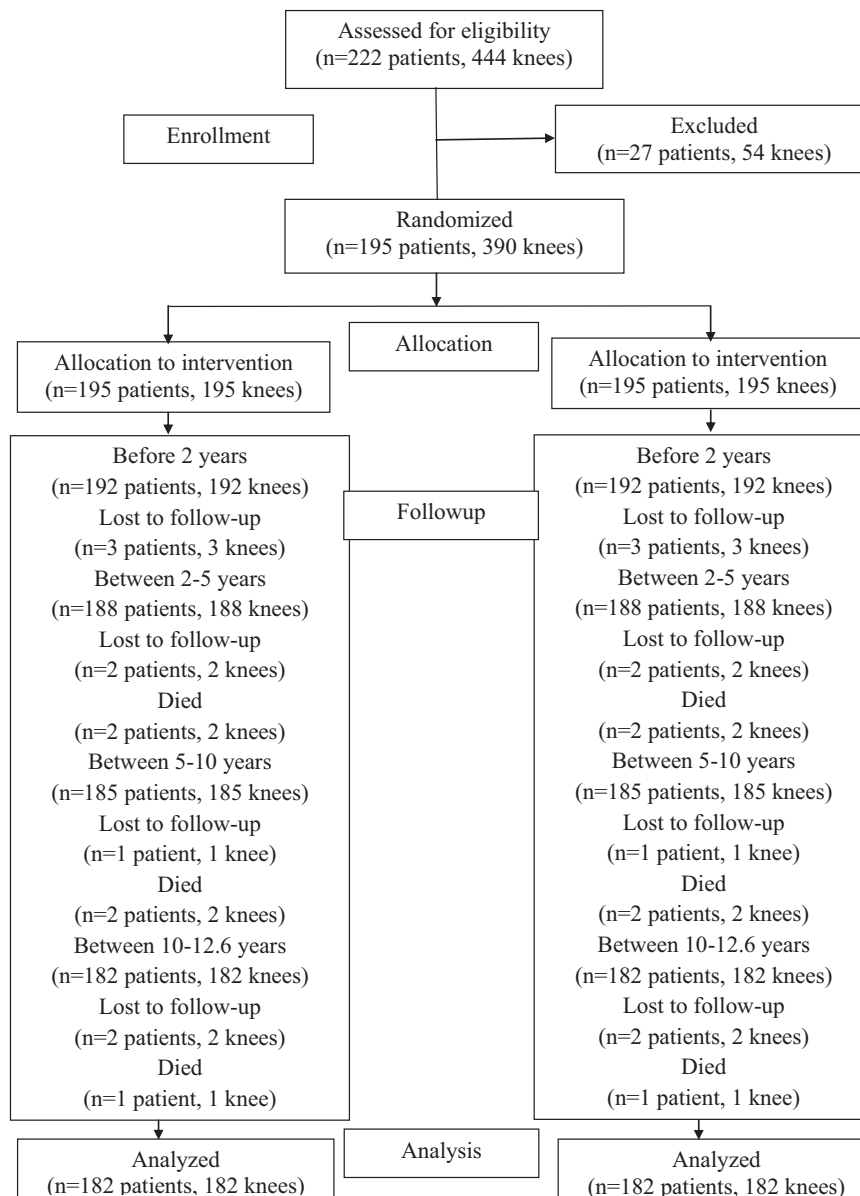 Assessed for eligibility
(n=222 patients, 444 knees)
Enrollment
Excluded
(n=27 patients, 54 knees)
Randomized
(n=195 patients, 390 knees)
Allocation
Allocation to intervention
(n=195 patients, 195 knees)
Allocation to intervention
(n=195 patients, 195 knees)
Before 2 years
(n=192 patients, 192 knees)
Lost to follow-up
(n=3 patients, 3 knees)
Between 2-5 years
(n=188 patients, 188 knees)
Lost to follow-up
(n=2 patients, 2 knees)
Died
(n=2 patients, 2 knees)
Between 5-10 years
(n=185 patients, 185 knees)
Lost to follow-up
(n=1 patient, 1 knee)
Died
(n=2 patients, 2 knees)
Between 10-12.6 years
(n=182 patients, 182 knees)
Lost to follow-up
(n=2 patients, 2 knees)
Died
(n=1 patient, 1 knee)
Followup
Before 2 years
(n=192 patients, 192 knees)
Lost to follow-up
(n=3 patients, 3 knees)
Between 2-5 years
(n=188 patients, 188 knees)
Lost to follow-up
(n=2 patients, 2 knees)
Died
(n=2 patients, 2 knees)
Between 5-10 years
(n=185 patients, 185 knees)
Lost to follow-up
(n=1 patient, 1 knee)
Died
(n=2 patients, 2 knees)
Between 10-12.6 years
(n=182 patients, 182 knees)
Lost to follow-up
(n=2 patients, 2 knees)
Died
(n=1 patient, 1 knee)
Analysis
Analyzed
(n=182 patients, 182 knees)
Analyzed
(n=182 patients, 182 knees)